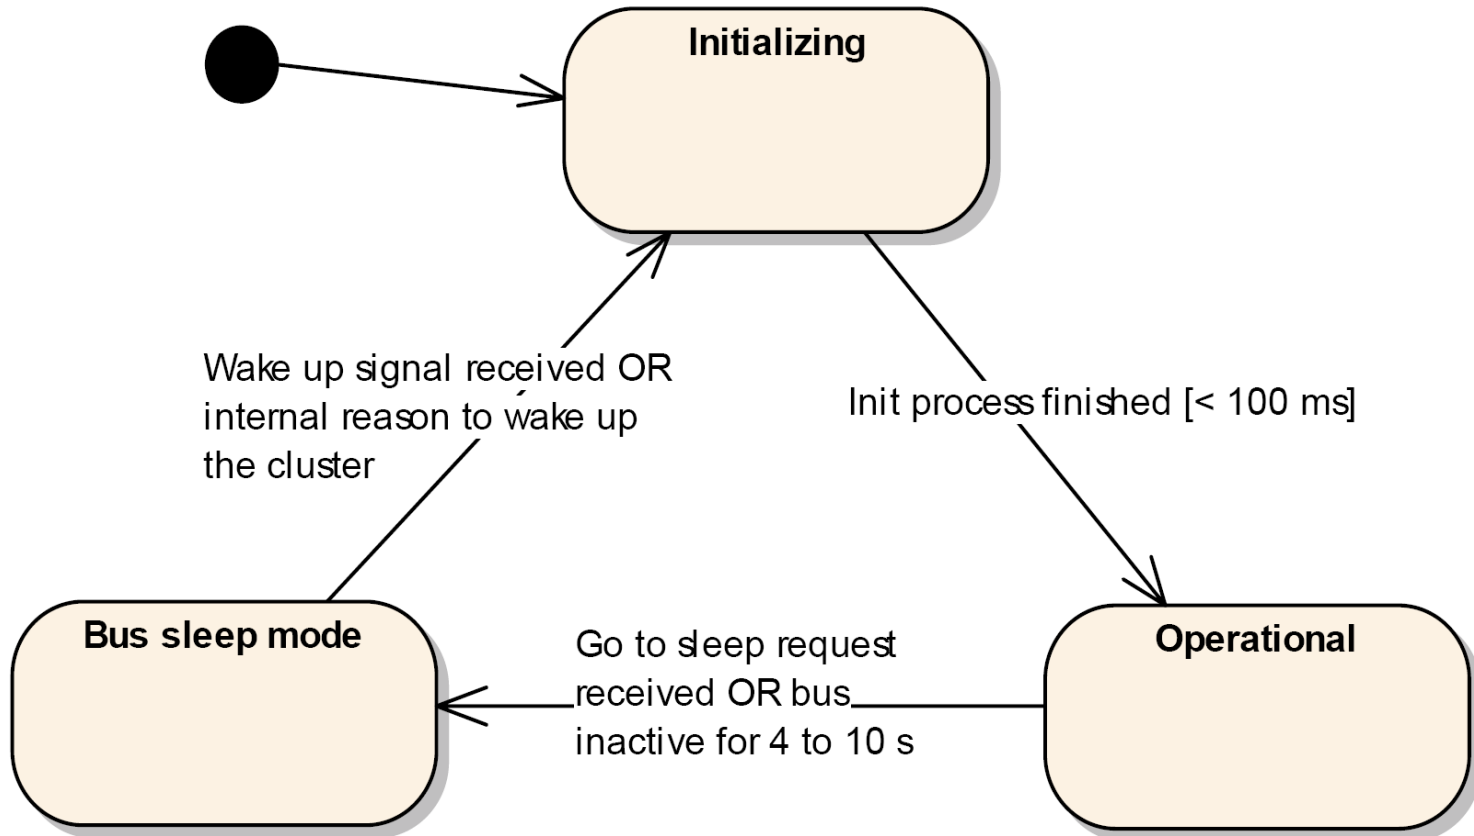 Initializing
Wake up signal received OR
internal reason to wake up
the cluster
Init process finished [< 100 ms]
Bus sleep mode
Go to sleep request
received OR bus
inactive for 4 to 10 s
Operational